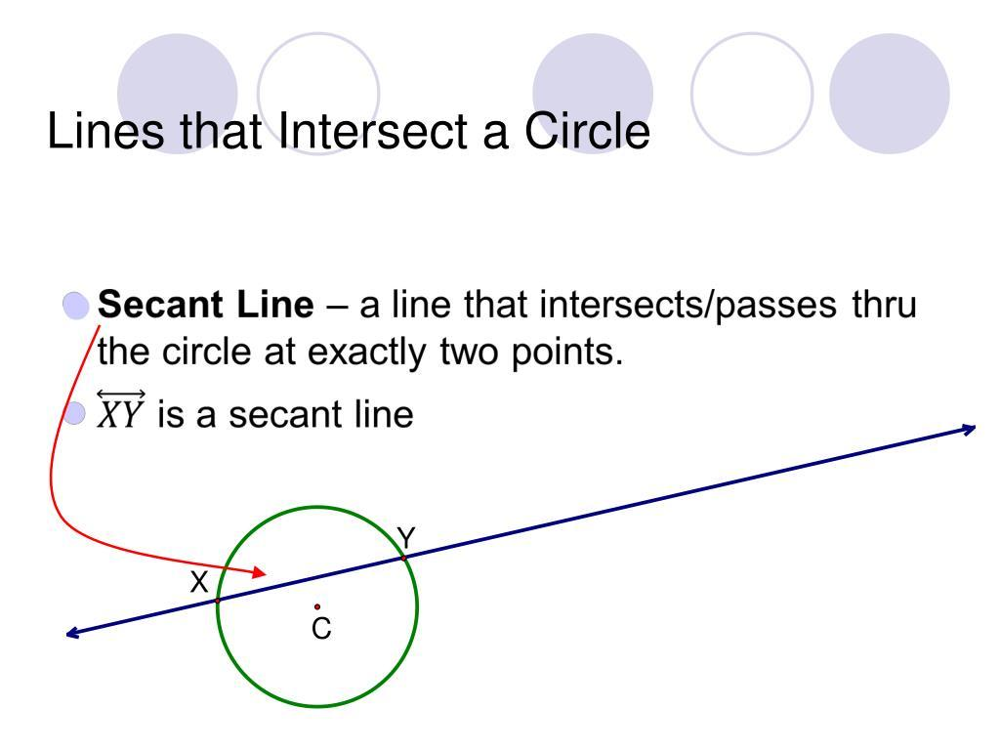 Lines that Intersect a Circle
Secant Line – a line that intersects/passes thru
the circle at exactly two points.
XY is a secant line
Y
X
C